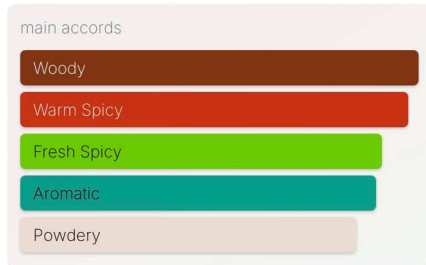 main accords
Woody
Warm Spicy
Fresh Spicy
Aromatic
Powdery